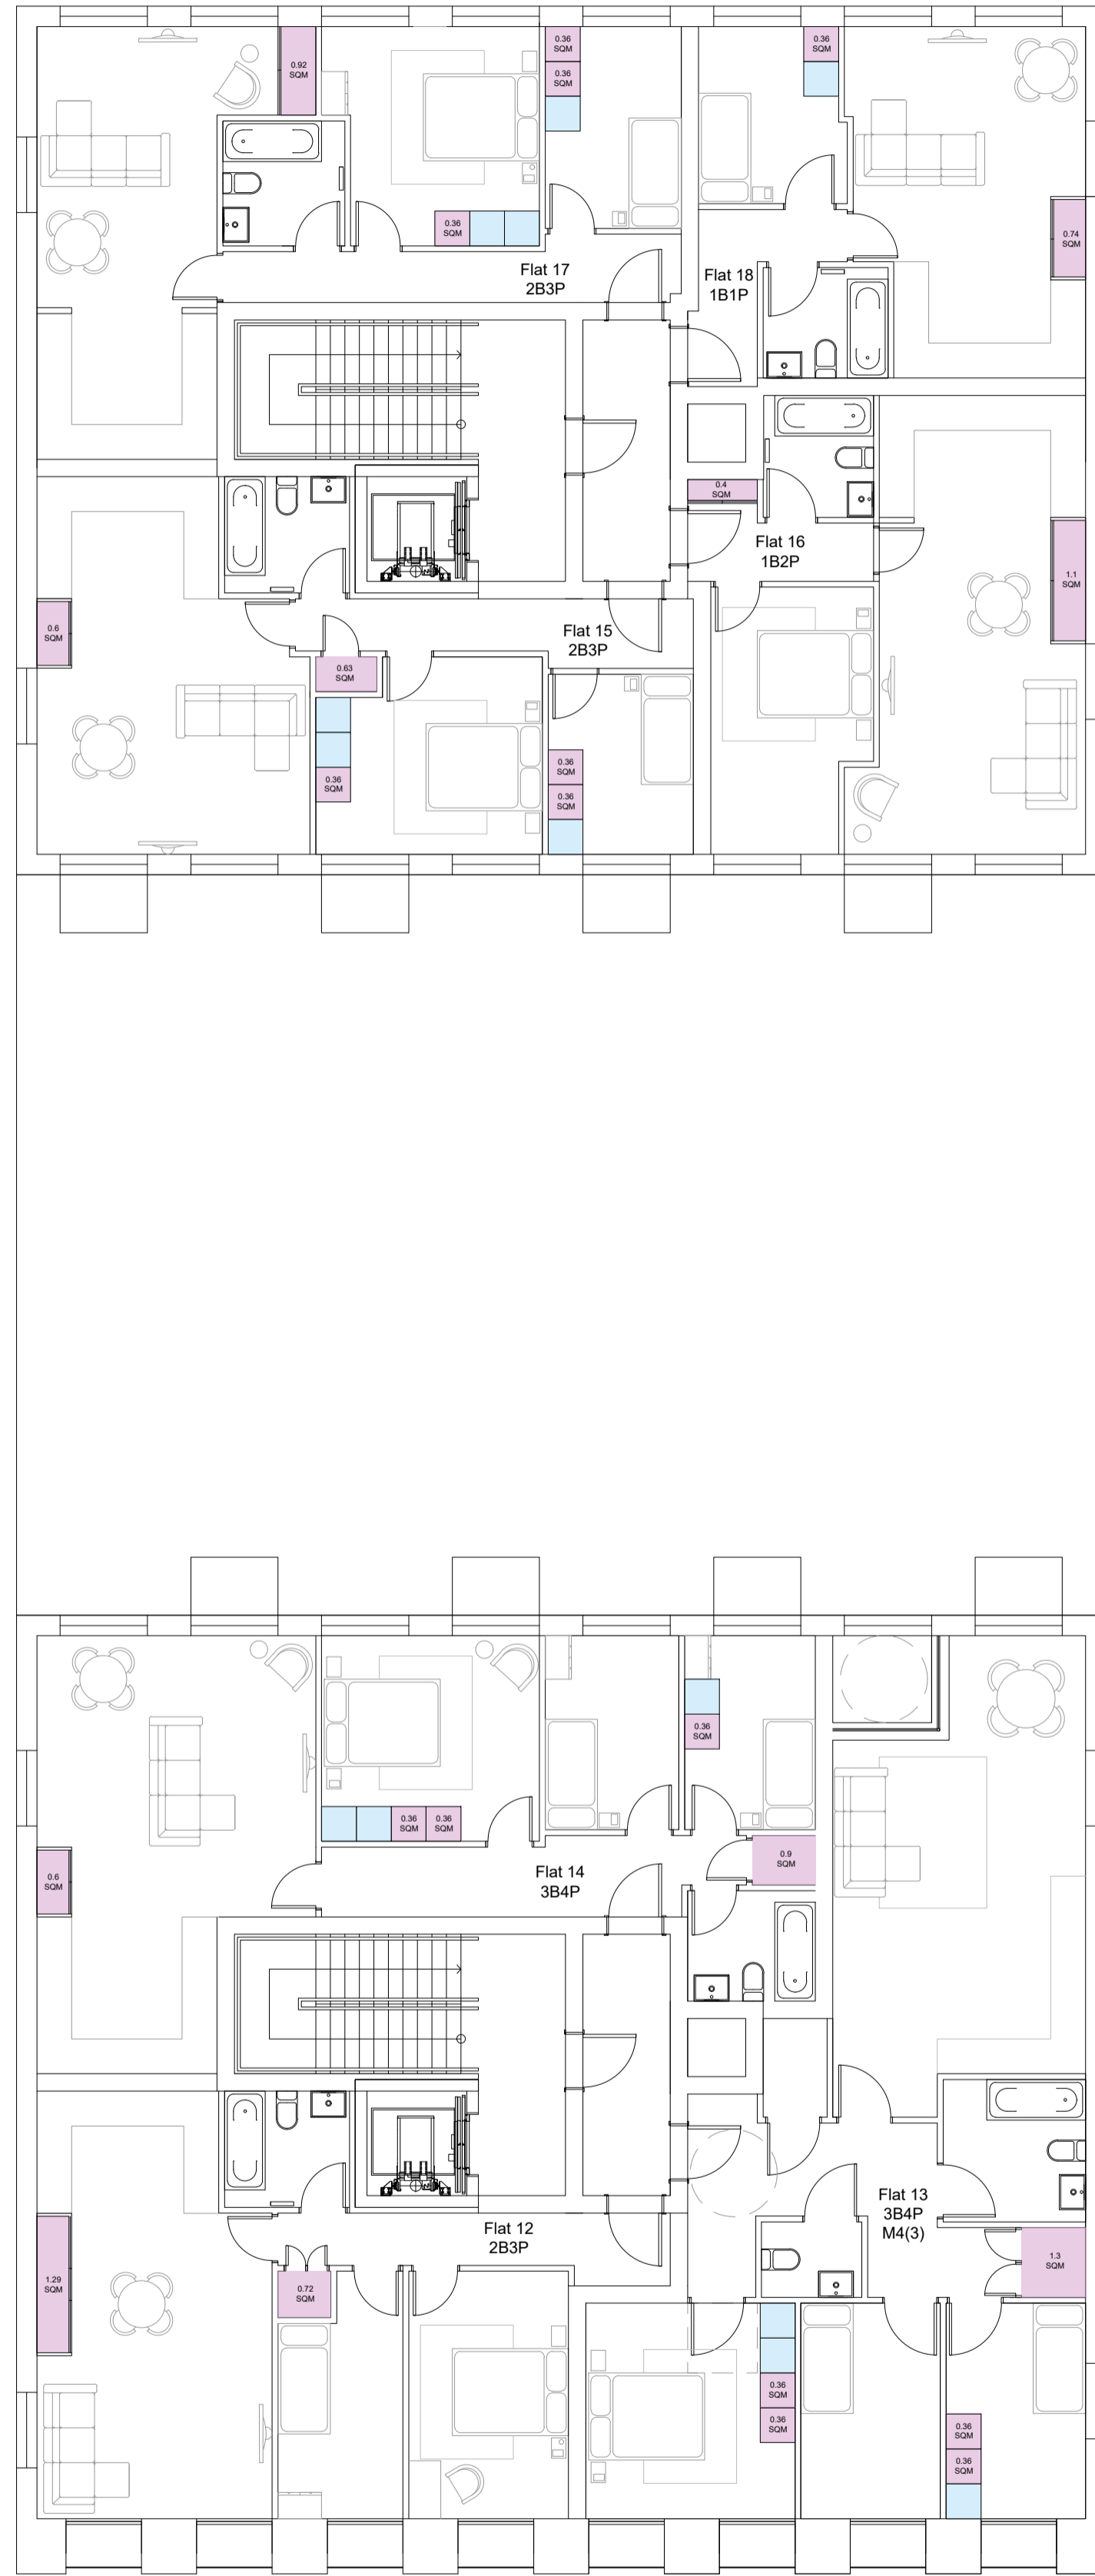 0.92
SQM
0.36
SQM
0.36
SQM
0.36
SQM
0.36
SQM
0.74
SQM
Flat 17
2B3P
Flat 18
1B1P
0.4
SQM
Flat 16
1B2P
1.1
SQM
0.6
SQM
Flat 15
2B3P
0.63
SQM
0.36
SQM
0.36
SQM
0.36
SQM
0.36
SQM
0.36
SQM
0.36
SQM
0.9
SQM
0.6
SQM
Flat 14
3B4P
Flat 12
2B3P
Flat 13
3B4P
M4(3)
1.29
SQM
0.72
SQM
1.3
SQM
0.36
SQM
0.36
SQM
0.36
SQM
0.36
SQM